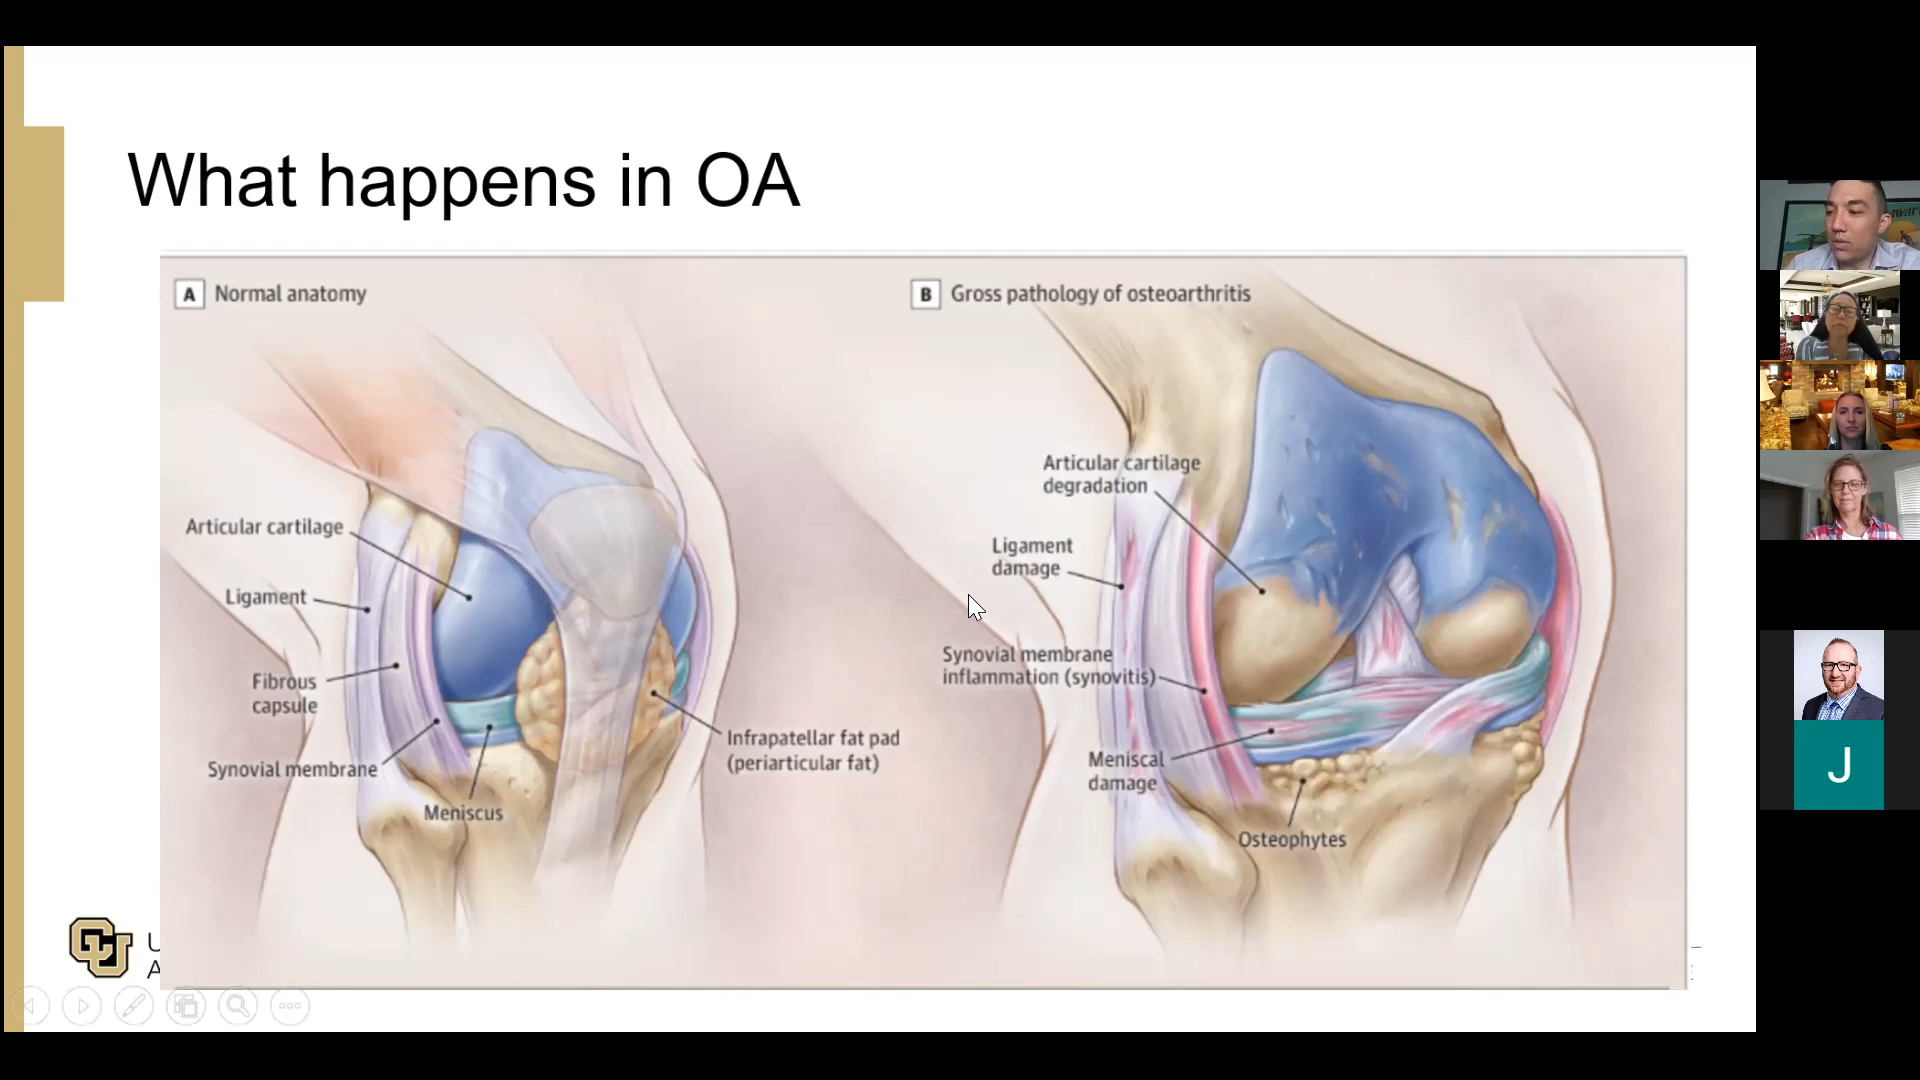 What happens in OA
A Normal anatomy
Articular cartilage
Ligament
Fibrous
capsule
Synovial membrane
Meniscus
Infrapatellar fat pad
(periarticular fat)
B Gross pathology of osteoarthritis
Articular cartilage
degradation
Ligament
damage
Synovial membrane
inflammation (synovitis)
Meniscal
damage
Osteophytes
CU
U
A
J